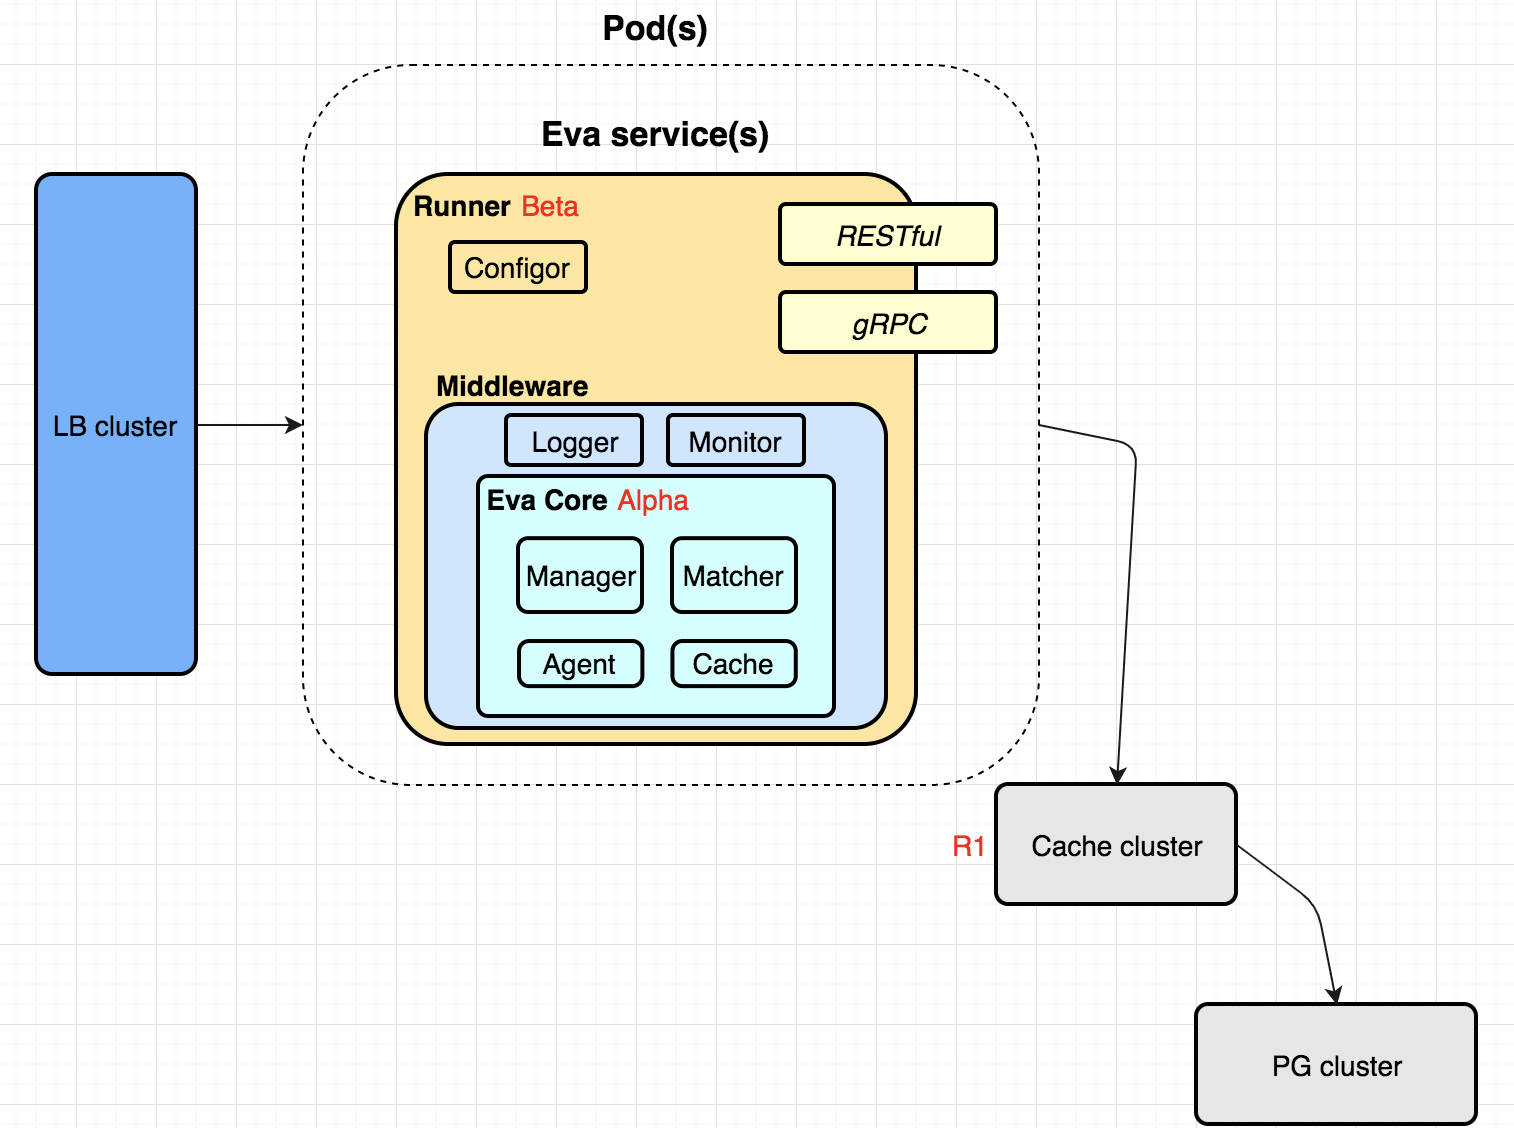 Pod(s)
Eva service(s)
Runner Beta
RESTful
Configor
gRPC
Middleware
LB cluster
Logger
Monitor
Eva Core Alpha
Manager
Matcher
Agent
Cache
R1
Cache cluster
PG cluster